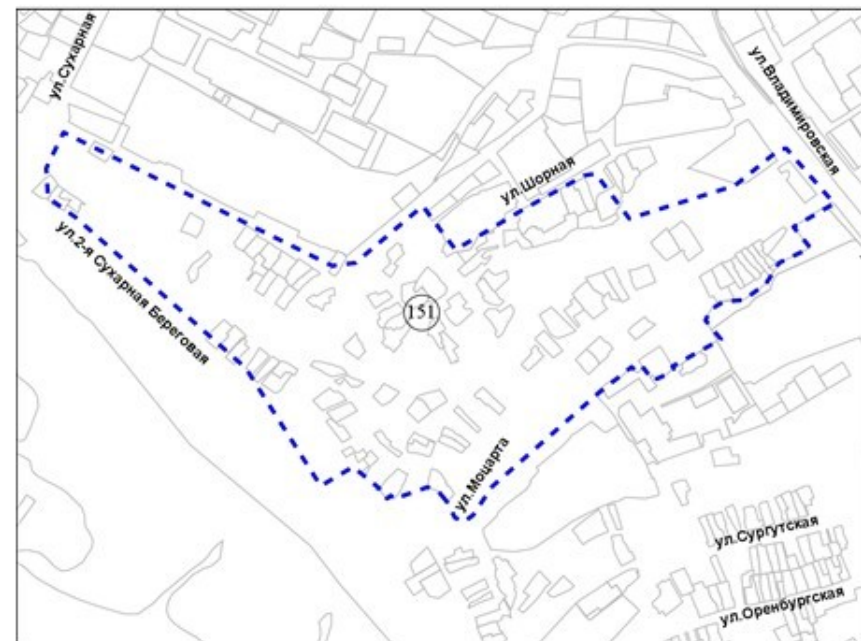 ул.Сухарная
ул.Владимировская
ул.Шорная
ул.2-я Сухарная Береговая
151
ул.Моцарта
ул.Сургутская
ул.Оренбургская